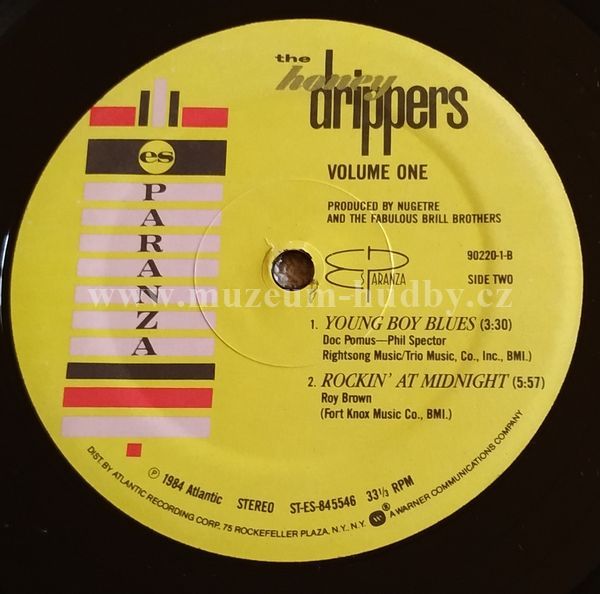 the
honey
drippers
VOLUME ONE
PRODUCED BY NUGETRE
AND THE FABULOUS BRILL BROTHERS
es
PARANZA
ES PARANZA
90220-1-B
SIDE TWO
www.muzeum-hudby.cz
1. YOUNG BOY BLUES (3:30)
Doc Pomus—Phil Spector
Rightsong Music/Trio Music, Co., Inc., BMI.)
2. ROCKIN' AT MIDNIGHT (5:57)
Roy Brown
(Fort Knox Music Co., BMI.)
℗ 1984 Atlantic STEREO ST-ES-845546 33⅓ RPM
DIST. BY ATLANTIC RECORDING CORP. 75 ROCKEFELLER PLAZA, N.Y., N.Y. ® A WARNER COMMUNICATIONS COMPANY